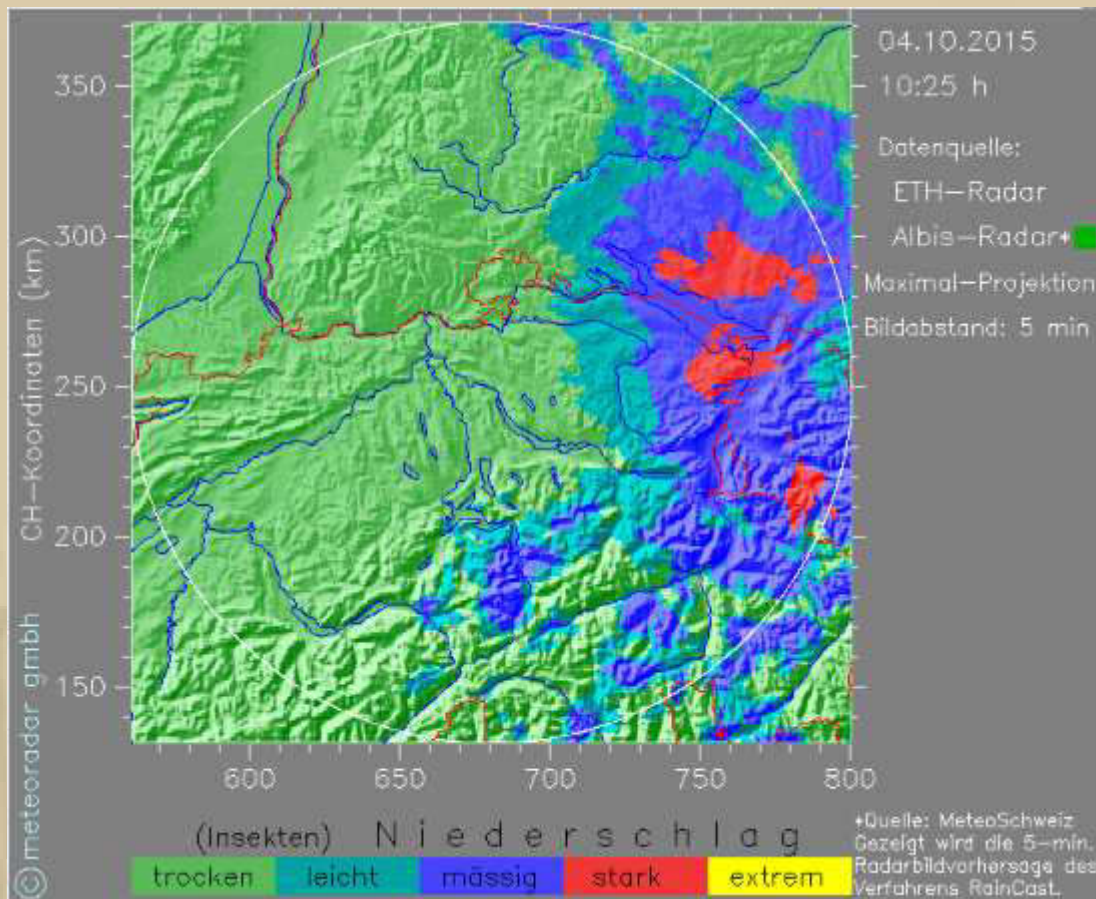 04.10.2015
10:25 h
Datenquelle:
ETH-Radar
Albis-Radar*
Maximal-Projektion
Bildabstand: 5 min
350
300
250
200
150
CH-Koordinaten (km)
© meteoradar gmbh
600
650
700
750
800
(Insekten) Niederschlag
trocken leicht mässig stark extrem
*Quelle: MeteoSchweiz
Gezeigt wird die 5-min.
Radarbildvorhersage des
Verfahrens RainCast.